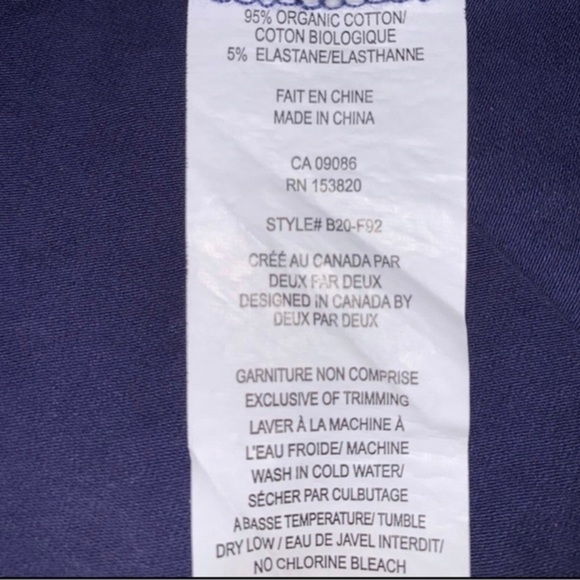 95% ORGANIC COTTON/
COTON BIOLOGIQUE
5% ELASTANE/ELASTHANNE
FAIT EN CHINE
MADE IN CHINA
CA 09086
RN 153820
STYLE# B20-F92
CRÉÉ AU CANADA PAR
DEUX PAR DEUX
DESIGNED IN CANADA BY
DEUX PAR DEUX
GARNITURE NON COMPRISE
EXCLUSIVE OF TRIMMING
LAVER À LA MACHINE À
L'EAU FROIDE/ MACHINE
WASH IN COLD WATER/
SÉCHER PAR CULBUTAGE
A BASSE TEMPERATURE/ TUMBLE
DRY LOW / EAU DE JAVEL INTERDIT/
NO CHLORINE BLEACH